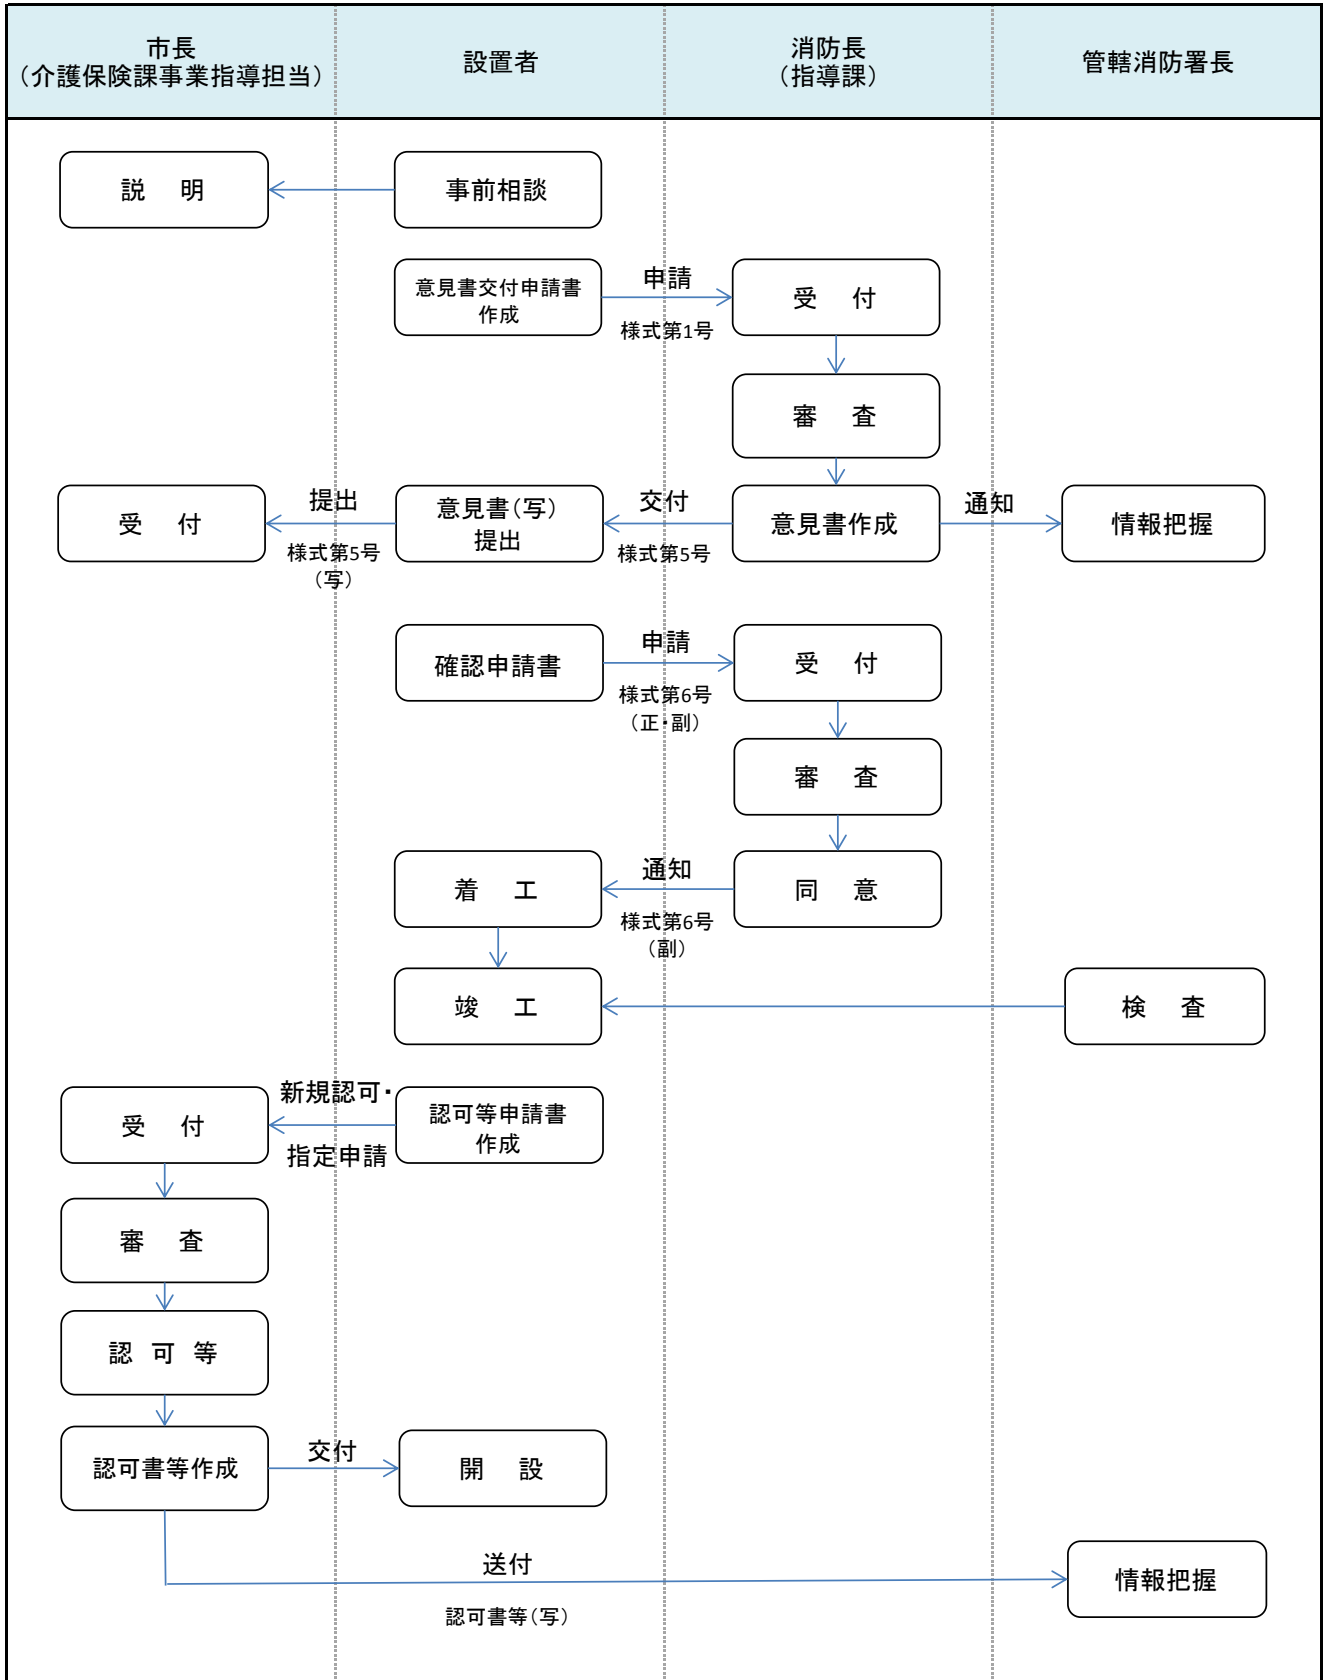 市長
（介護保険課事業指導担当）
設置者
消防長
（指導課）
管轄消防署長
説　明
事前相談
意見書交付申請書
作成
申請
様式第1号
受　付
審　査
受　付
提出
様式第5号
（写）
意見書（写）
提出
交付
様式第5号
意見書作成
通知
情報把握
確認申請書
申請
様式第6号
（正・副）
受　付
審　査
着　工
通知
様式第6号
（副）
同　意
竣　工
検　査
受　付
新規認可・
指定申請
認可等申請書
作成
審　査
認　可　等
認可書等作成
交付
開　設
送付
認可書等（写）
情報把握